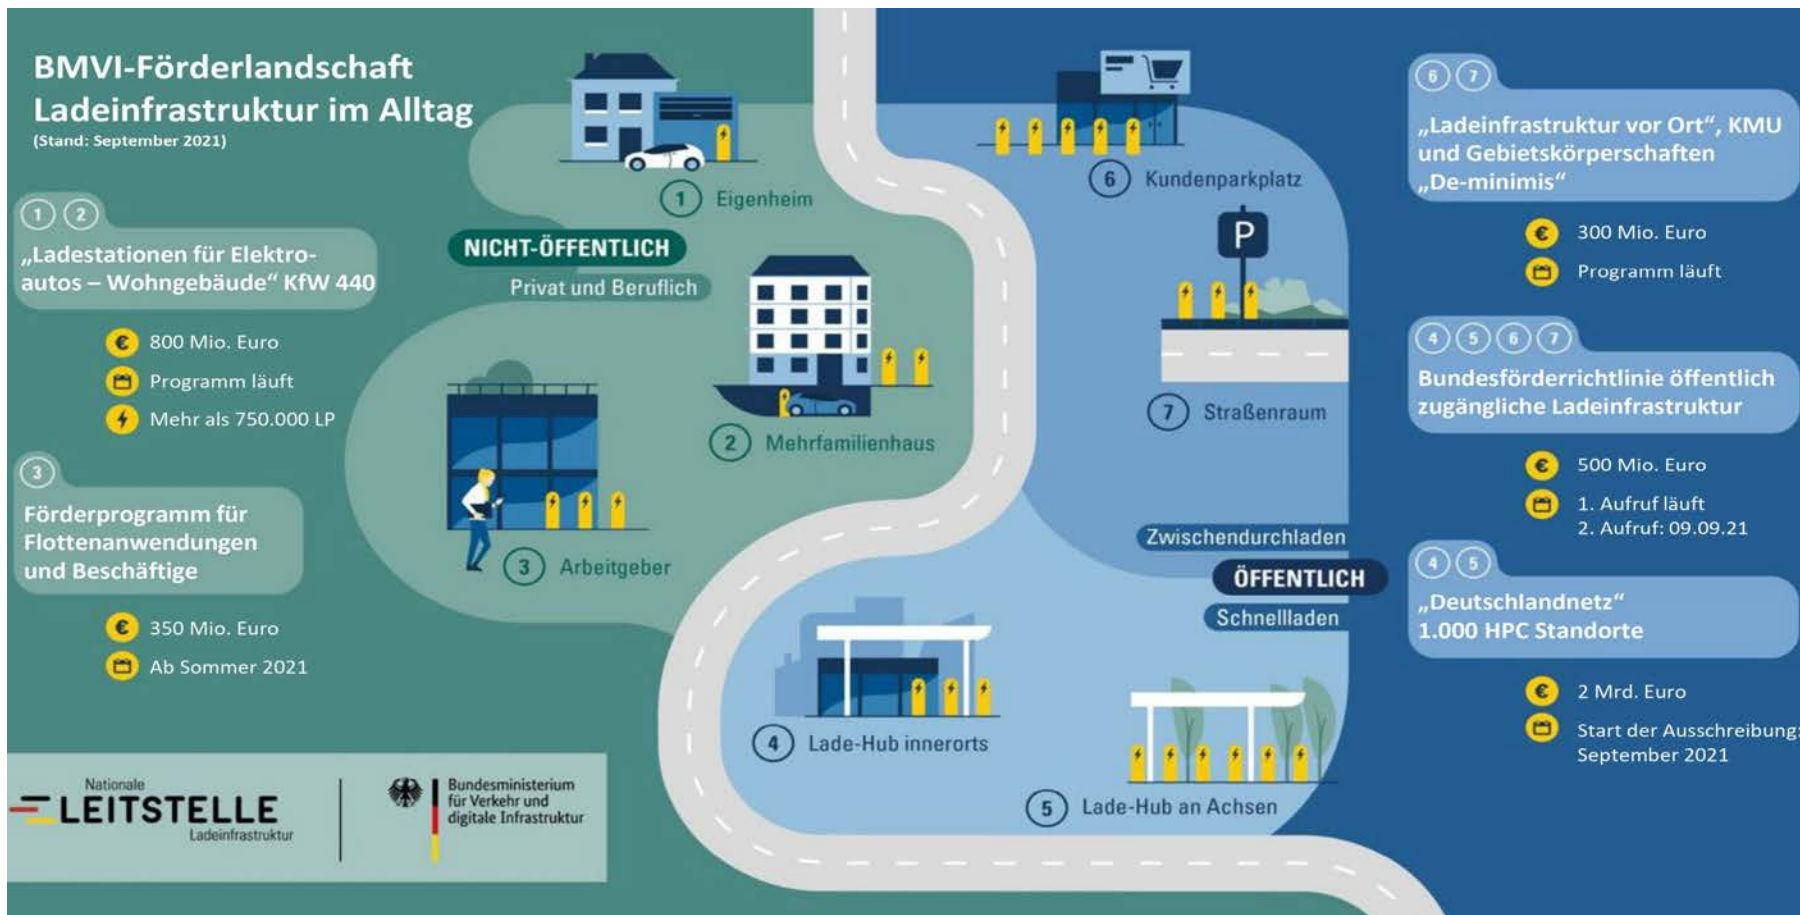 BMVI-Förderlandschaft
Ladeinfrastruktur im Alltag
(Stand: September 2021)
1 2
„Ladestationen für Elektro-
autos – Wohngebäude“ KfW 440
€ 800 Mio. Euro
Programm läuft
Mehr als 750.000 LP
3
Förderprogramm für
Flottenanwendungen
und Beschäftige
€ 350 Mio. Euro
Ab Sommer 2021
Nationale
LEITSTELLE
Ladeinfrastruktur
Bundesministerium
für Verkehr und
digitale Infrastruktur
1 Eigenheim
NICHT-ÖFFENTLICH
Privat und Beruflich
2 Mehrfamilienhaus
3 Arbeitgeber
6 Kundenparkplatz
P
7 Straßenraum
Zwischendurchladen
ÖFFENTLICH
Schnellladen
4 Lade-Hub innerorts
5 Lade-Hub an Achsen
6 7
„Ladeinfrastruktur vor Ort“, KMU
und Gebietskörperschaften
„De-minimis“
€ 300 Mio. Euro
Programm läuft
4 5 6 7
Bundesförderrichtlinie öffentlich
zugängliche Ladeinfrastruktur
€ 500 Mio. Euro
1. Aufruf läuft
2. Aufruf: 09.09.21
4 5
„Deutschlandnetz“
1.000 HPC Standorte
€ 2 Mrd. Euro
Start der Ausschreibung:
September 2021